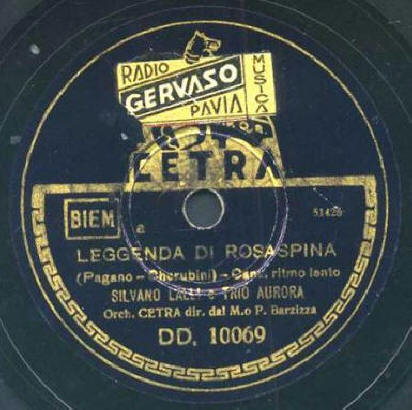 RADIO
GERVASO
PAVIA
MUSICA
CETRA
BIEM
a
51420
LEGGENDA DI ROSASPINA
(Pagano - Cherubini) - Canz. ritmo lento
SILVANO LALLI e TRIO AURORA
Orch. CETRA dir. dal M.o P. Barzizza
DD. 10069